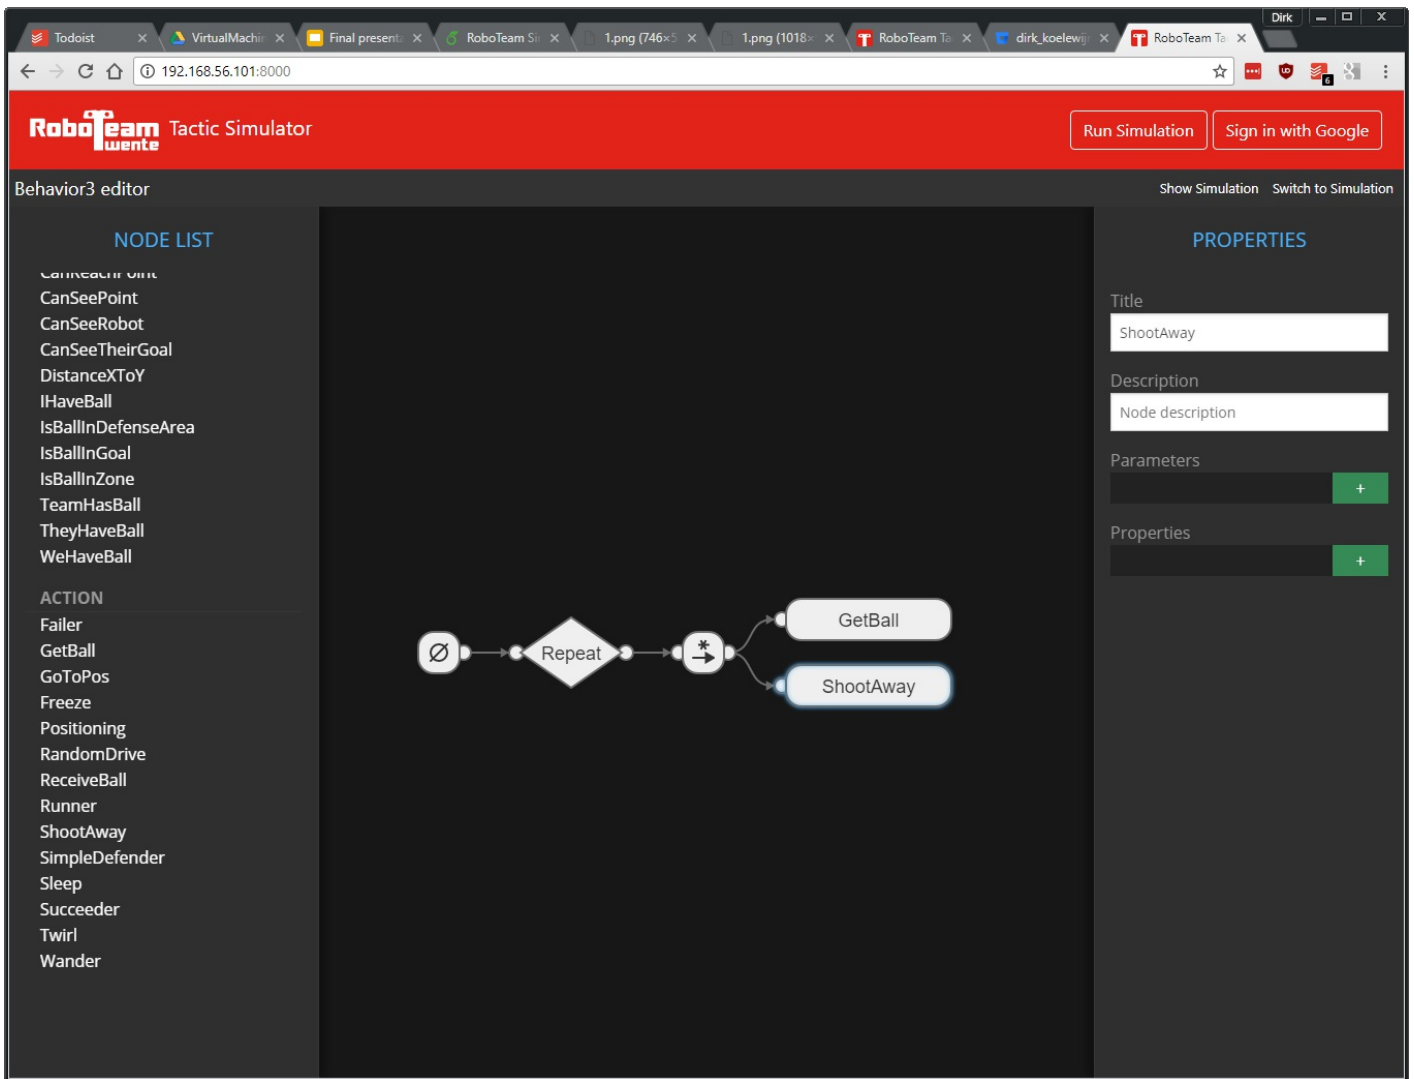 Dirk
Todoist
VirtualMachin
Final present
RoboTeam Si
1.png (746×5
1.png (1018×
RoboTeam Ta
dirk_koelewij
RoboTeam Ta
192.168.56.101:8000
6
RoboTeam Twente
Tactic Simulator
Run Simulation
Sign in with Google
Behavior3 editor
Show Simulation
Switch to Simulation
NODE LIST
CanReachPoint
CanSeePoint
CanSeeRobot
CanSeeTheirGoal
DistanceXToY
IHaveBall
IsBallInDefenseArea
IsBallInGoal
IsBallInZone
TeamHasBall
TheyHaveBall
WeHaveBall
ACTION
Failer
GetBall
GoToPos
Freeze
Positioning
RandomDrive
ReceiveBall
Runner
ShootAway
SimpleDefender
Sleep
Succeeder
Twirl
Wander
Repeat
GetBall
ShootAway
PROPERTIES
Title
ShootAway
Description
Node description
Parameters
+
Properties
+